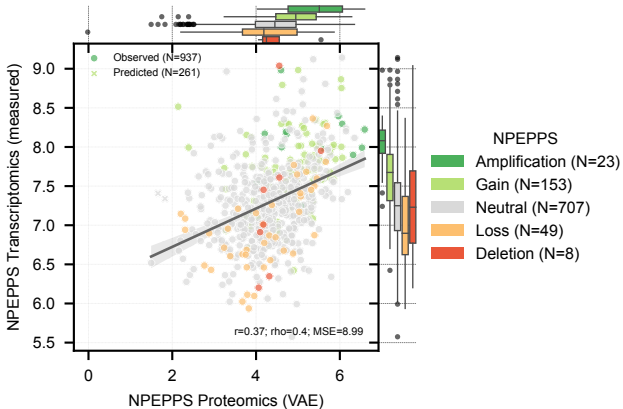 Observed (N=937)
Predicted (N=261)
9.0
8.5
8.0
7.5
7.0
6.5
6.0
5.5
NPEPPS Transcriptomics (measured)
r=0.37; rho=0.4; MSE=8.99
0
2
4
6
NPEPPS Proteomics (VAE)
NPEPPS
Amplification (N=23)
Gain (N=153)
Neutral (N=707)
Loss (N=49)
Deletion (N=8)